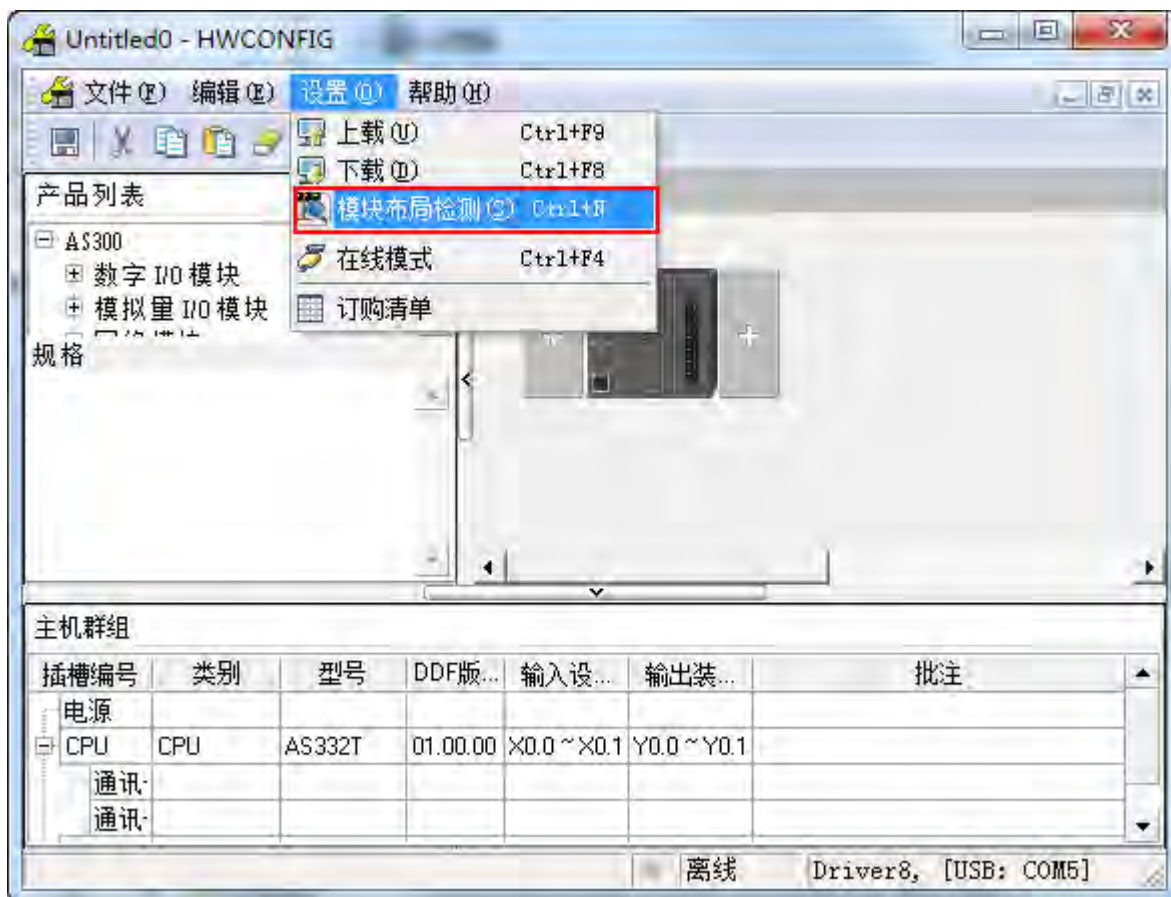 Untitled0 - HWCONFIG
文件(F) 编辑(E) 设置(O) 帮助(H)
上载(U) Ctrl+F9
下载(D) Ctrl+F8
模块布局检测(S) Ctrl+N
在线模式 Ctrl+F4
订购清单
产品列表
AS300
数字 I/O 模块
模拟量 I/O 模块
规格
主机群组
插槽编号 类别 型号 DDF版... 输入设... 输出装... 批注
电源
CPU CPU AS332T 01.00.00 X0.0 ~ X0.1 Y0.0 ~ Y0.1
通讯
通讯
离线 Driver8, [USB: COM5]